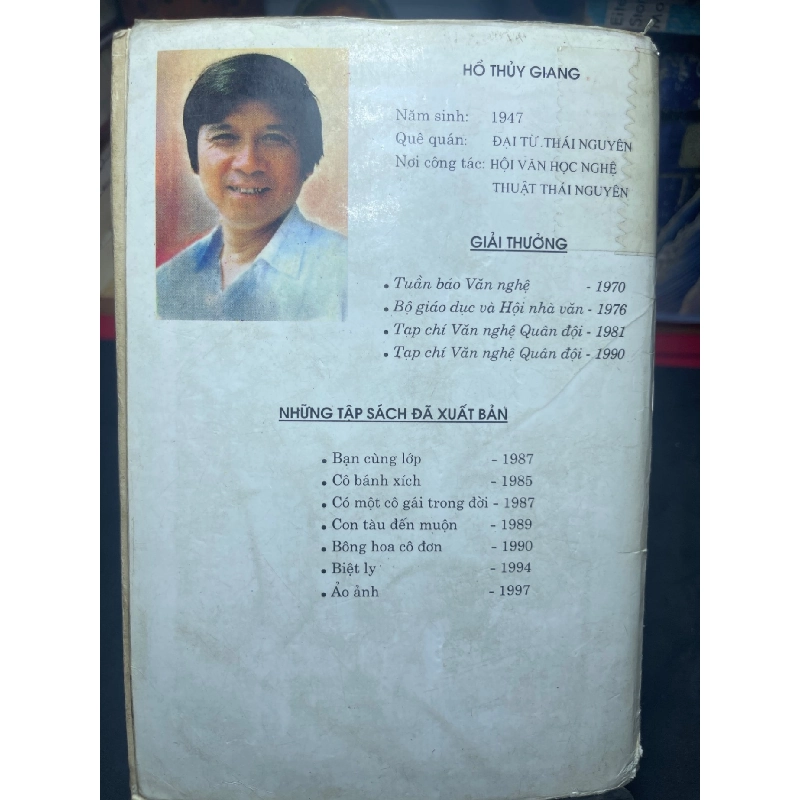 HỒ THỦY GIANG
Năm sinh: 1947
Quê quán: ĐẠI TỪ. THÁI NGUYÊN
Nơi công tác: HỘI VĂN HỌC NGHỆ
THUẬT THÁI NGUYÊN
GIẢI THƯỞNG
• Tuần báo Văn nghệ - 1970
• Bộ giáo dục và Hội nhà văn - 1976
• Tạp chí Văn nghệ Quân đội - 1981
• Tạp chí Văn nghệ Quân đội - 1990
NHỮNG TẬP SÁCH ĐÃ XUẤT BẢN
• Bạn cùng lớp - 1987
• Cô bánh xích - 1985
• Có một cô gái trong đời - 1987
• Con tàu đến muộn - 1989
• Bông hoa cô đơn - 1990
• Biệt ly - 1994
• Ảo ảnh - 1997